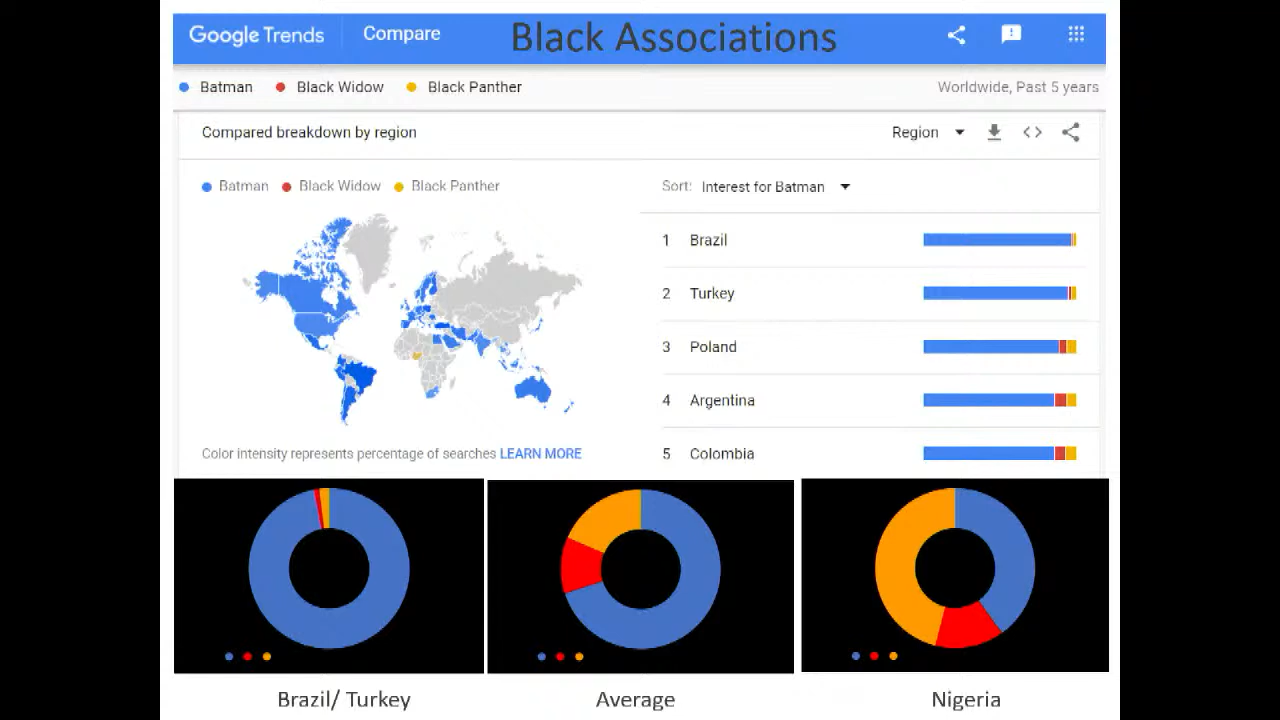 Google Trends Compare Black Associations
Batman Black Widow Black Panther Worldwide, Past 5 years
Compared breakdown by region Region
Batman Black Widow Black Panther Sort: Interest for Batman
1 Brazil
2 Turkey
3 Poland
4 Argentina
5 Colombia
Color intensity represents percentage of searches LEARN MORE
Brazil/ Turkey Average Nigeria